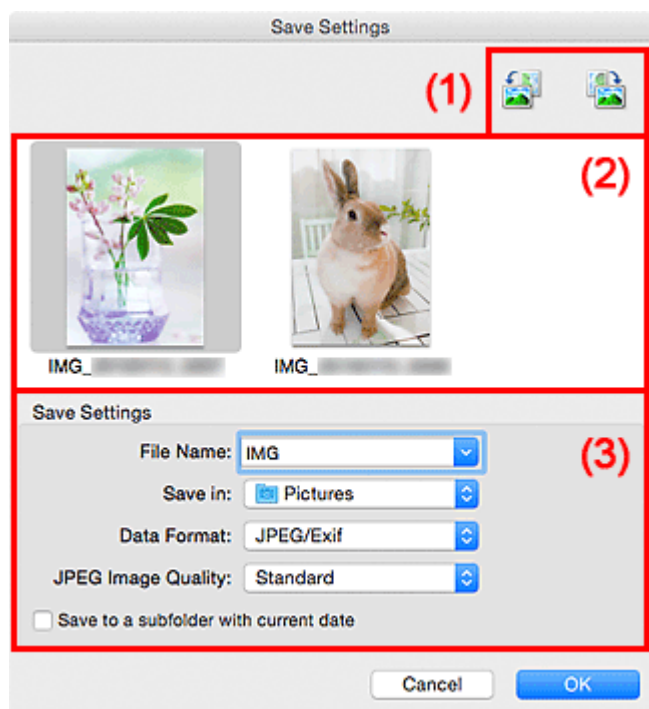 Save Settings
(1)
(2)
IMG_
IMG_
Save Settings
(3)
File Name: IMG
Save in: Pictures
Data Format: JPEG/Exif
JPEG Image Quality: Standard
Save to a subfolder with current date
Cancel OK